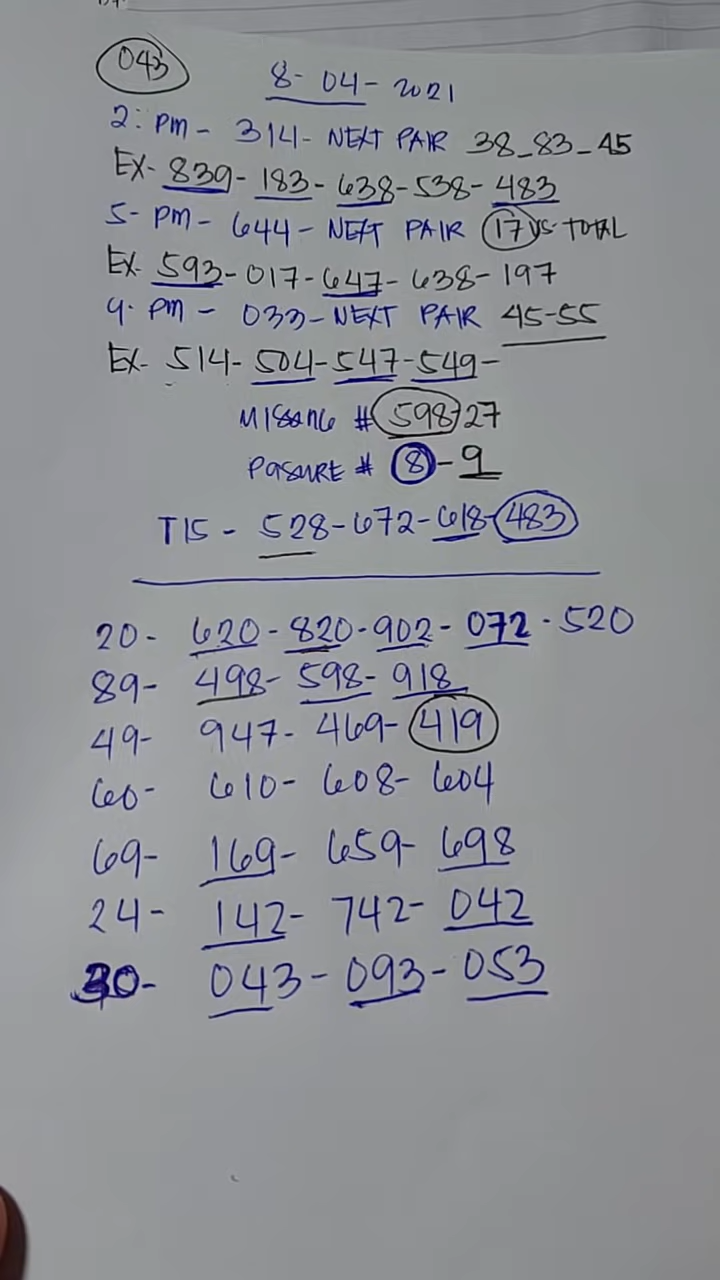 043
8-04-2021
2: PM - 314 - NEXT PAIR 38_83_45
EX- 839-183-638-538-483
5- PM - 644 - NEXT PAIR 17 VS. TOTAL
EX. 593-017-647-638-197
9. PM - 033 - NEXT PAIR 45-55
EX- 514-504-547-549-
MISSING # 598/27
PASURE # 8-9
T15 - 528-672-618-483
20- 620-820-902-072-520
89- 498-598-918
49- 947-469-419
60- 610-608-604
69- 169-659-698
24- 142-742-042
30- 043-093-053